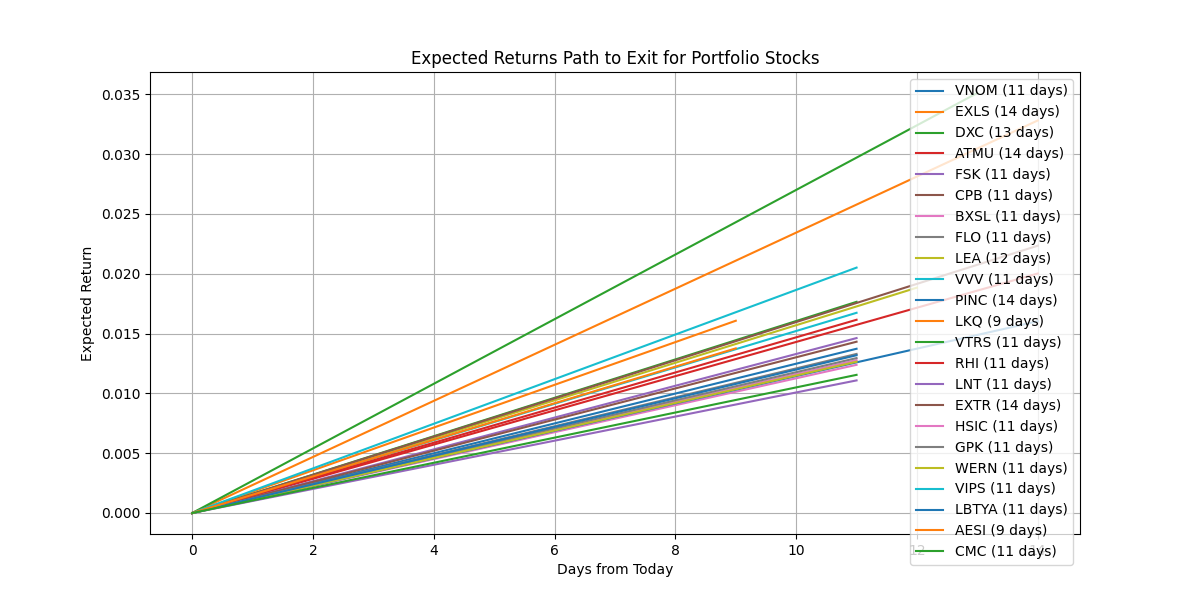 Expected Returns Path to Exit for Portfolio Stocks
Expected Return
0.035
0.030
0.025
0.020
0.015
0.010
0.005
0.000
VNOM (11 days)
EXLS (14 days)
DXC (13 days)
ATMU (14 days)
FSK (11 days)
CPB (11 days)
BXSL (11 days)
FLO (11 days)
LEA (12 days)
VVV (11 days)
PINC (14 days)
LKQ (9 days)
VTRS (11 days)
RHI (11 days)
LNT (11 days)
EXTR (14 days)
HSIC (11 days)
GPK (11 days)
WERN (11 days)
VIPS (11 days)
LBTYA (11 days)
AESI (9 days)
CMC (11 days)
0 2 4 6 8 10 12
Days from Today